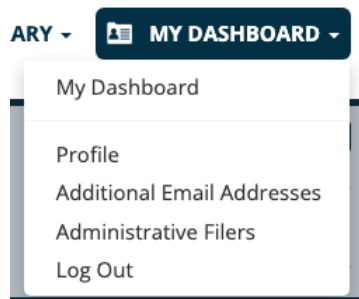 ARY
MY DASHBOARD
My Dashboard
Profile
Additional Email Addresses
Administrative Filers
Log Out